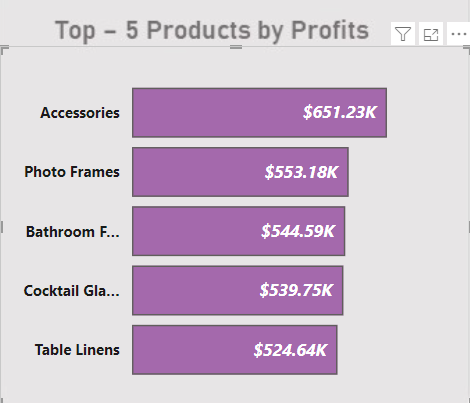 Top – 5 Products by Profits
Accessories $651.23K
Photo Frames $553.18K
Bathroom F... $544.59K
Cocktail Gla... $539.75K
Table Linens $524.64K